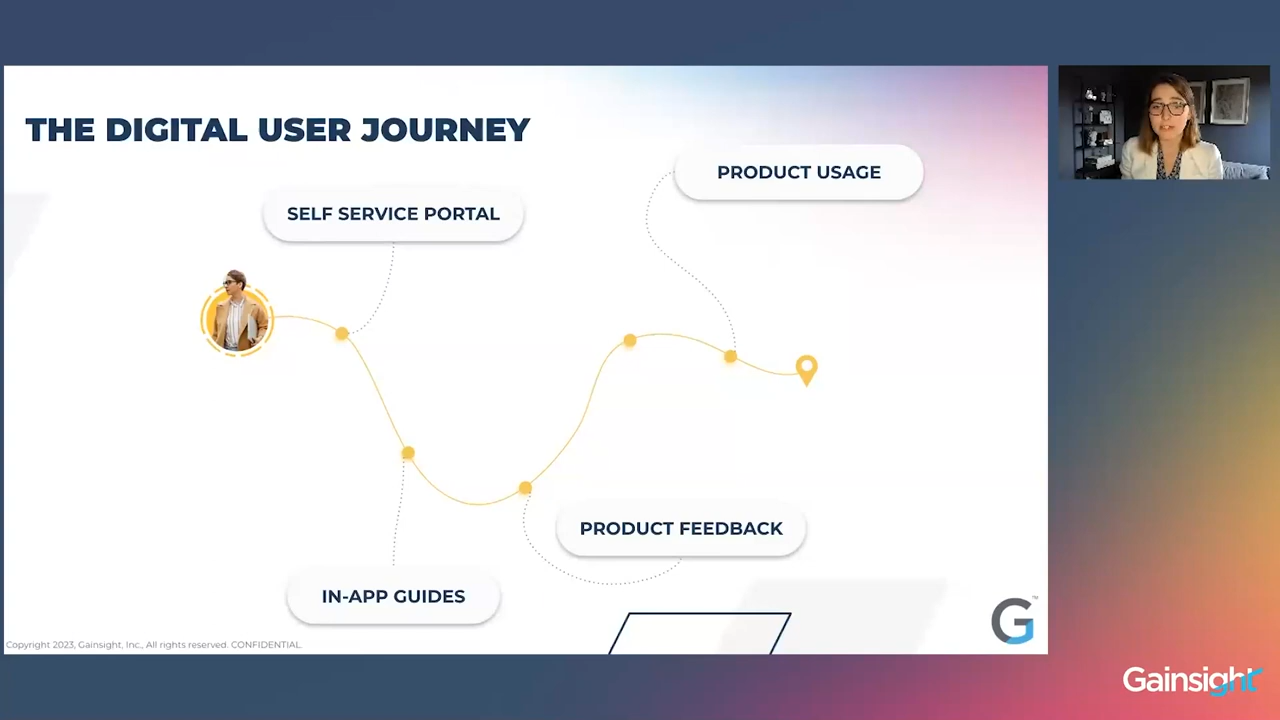 THE DIGITAL USER JOURNEY
PRODUCT USAGE
SELF SERVICE PORTAL
PRODUCT FEEDBACK
IN-APP GUIDES
G™
Copyright 2023, Gainsight, Inc., All rights reserved. CONFIDENTIAL.
Gainsight